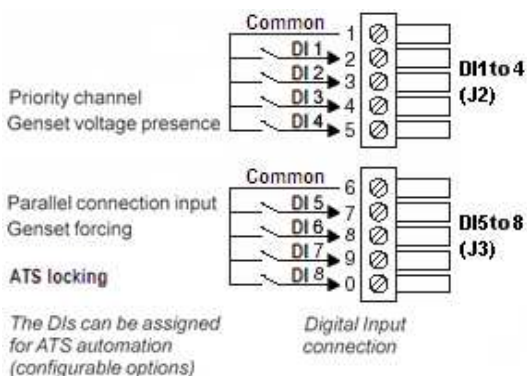 Common 1
DI 1 2
DI 2 3
Priority channel DI 3 4
Genset voltage presence DI 4 5
DI1 to 4
(J2)
Common 6
Parallel connection input DI 5 7
Genset forcing DI 6 8
DI 7 9
ATS locking DI 8 0
DI5 to 8
(J3)
The DIs can be assigned
for ATS automation
(configurable options)
Digital Input
connection